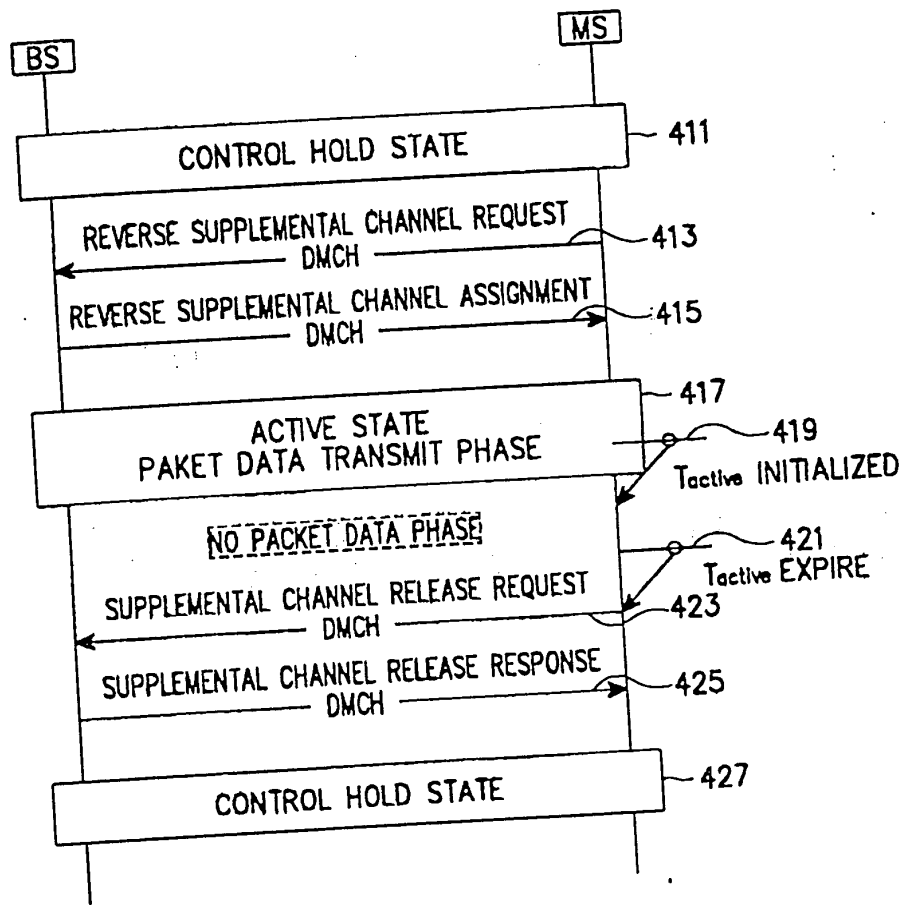 BS
MS
CONTROL HOLD STATE
411
REVERSE SUPPLEMENTAL CHANNEL REQUEST
DMCH
413
REVERSE SUPPLEMENTAL CHANNEL ASSIGNMENT
DMCH
415
ACTIVE STATE
PAKET DATA TRANSMIT PHASE
417
419
Tactive INITIALIZED
NO PACKET DATA PHASE
421
Tactive EXPIRE
SUPPLEMENTAL CHANNEL RELEASE REQUEST
DMCH
423
SUPPLEMENTAL CHANNEL RELEASE RESPONSE
DMCH
425
CONTROL HOLD STATE
427